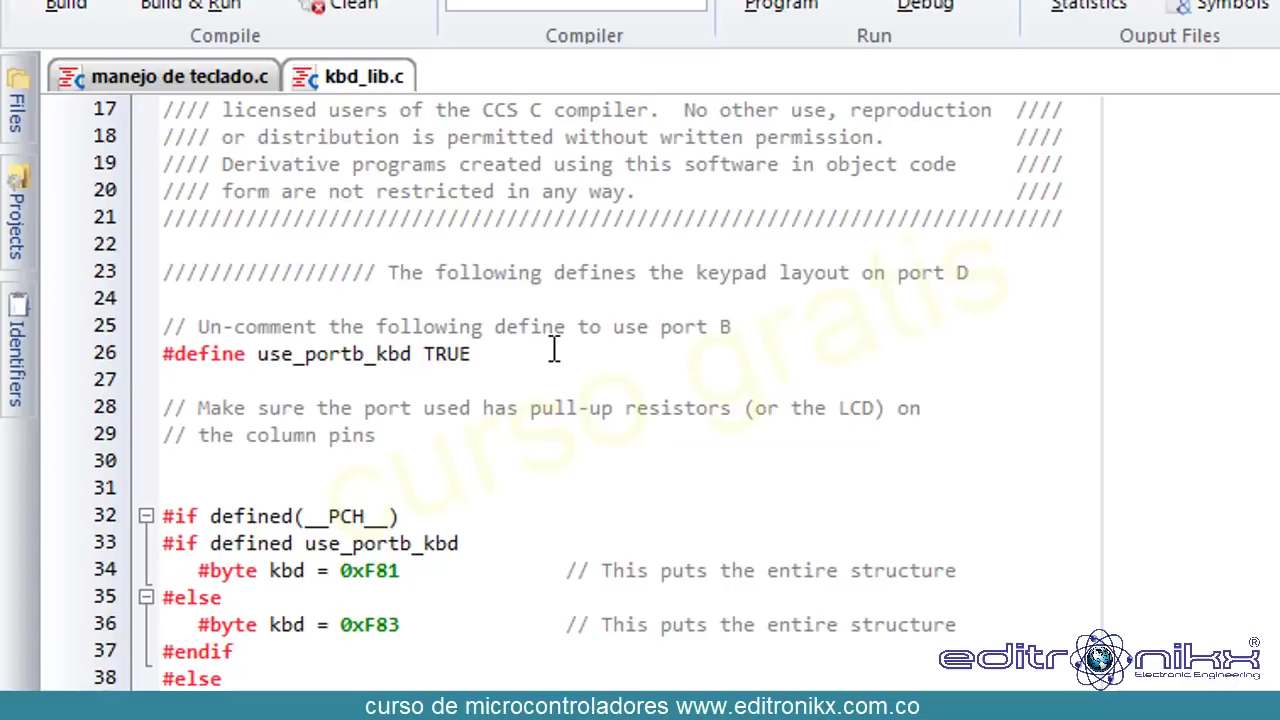 Build Build & Run Clean Program Debug Statistics Symbols
Compile Compiler Run Ouput Files
manejo de teclado.c kbd_lib.c
Files
Projects
Identifiers
17 //// licensed users of the CCS C compiler.  No other use, reproduction  ////
18 //// or distribution is permitted without written permission.           ////
19 //// Derivative programs created using this software in object code     ////
20 //// form are not restricted in any way.                                ////
21 ////////////////////////////////////////////////////////////////////////////
22
23 ////////////////// The following defines the keypad layout on port D
24
25 // Un-comment the following define to use port B
26 #define use_portb_kbd TRUE
27
28 // Make sure the port used has pull-up resistors (or the LCD) on
29 // the column pins
30
31
32 #if defined(__PCH__)
33 #if defined use_portb_kbd
34    #byte kbd = 0xF81              // This puts the entire structure
35 #else
36    #byte kbd = 0xF83              // This puts the entire structure
37 #endif
38 #else
curso gratis
editronikx ®
Electronic Engineering
curso de microcontroladores www.editronikx.com.co